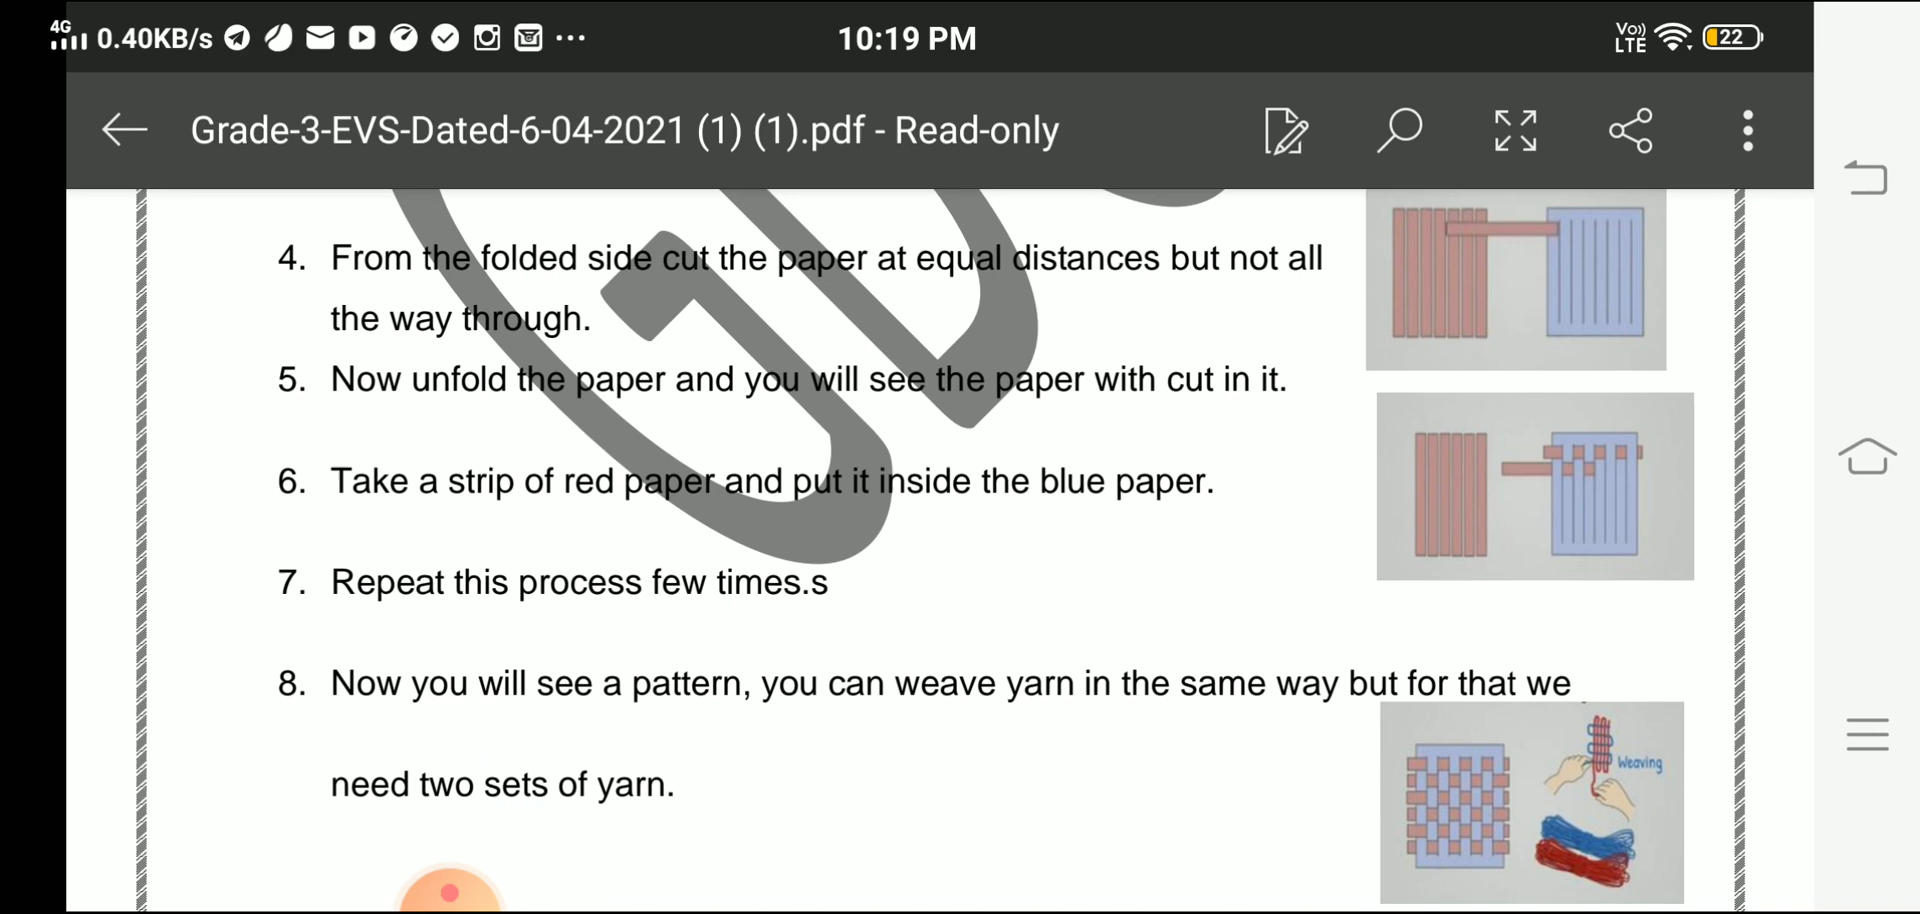 4G 0.40KB/s 10:19 PM Vo)) LTE 22
Grade-3-EVS-Dated-6-04-2021 (1) (1).pdf - Read-only
4. From the folded side cut the paper at equal distances but not all
the way through.
5. Now unfold the paper and you will see the paper with cut in it.
6. Take a strip of red paper and put it inside the blue paper.
7. Repeat this process few times.s
8. Now you will see a pattern, you can weave yarn in the same way but for that we
Weaving
need two sets of yarn.